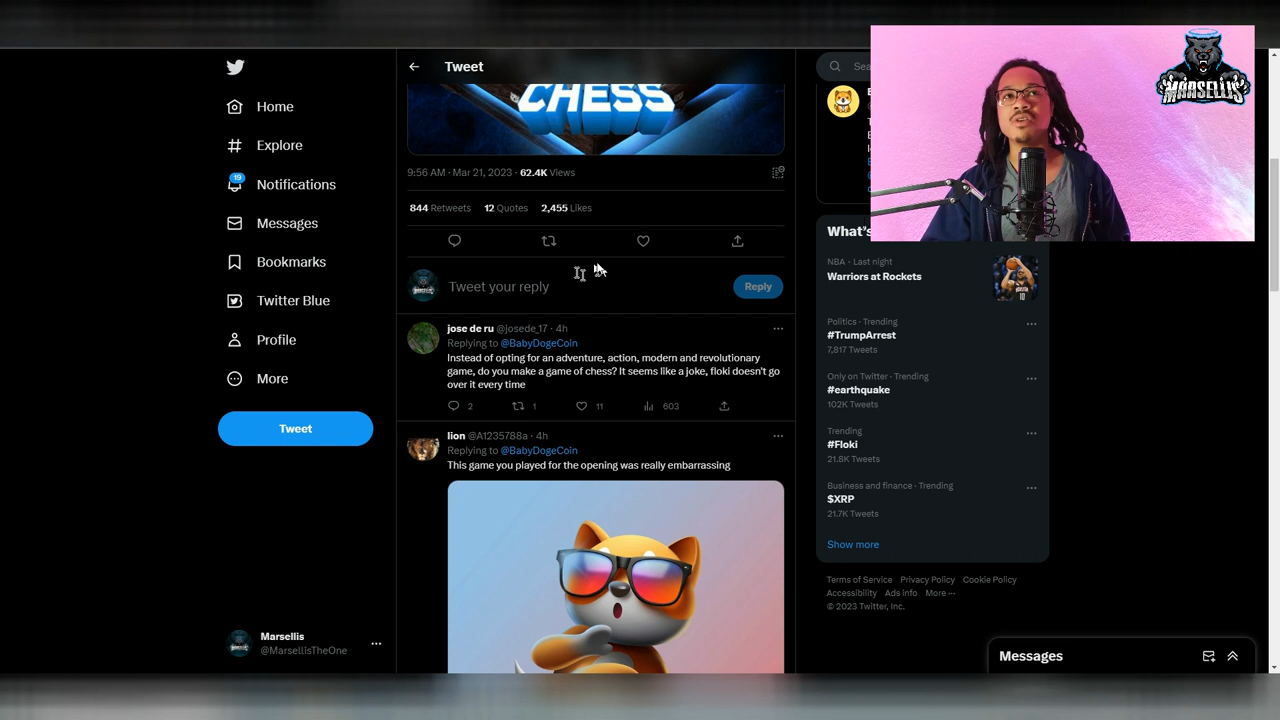 Tweet
CHESS
9:56 AM · Mar 21, 2023 · 62.4K Views
844 Retweets 12 Quotes 2,455 Likes
Tweet your reply
Reply
jose de ru @josede_17 · 4h
Replying to @BabyDogeCoin
Instead of opting for an adventure, action, modern and revolutionary
game, do you make a game of chess? It seems like a joke, floki doesn't go
over it every time
2 1 11 603
lion @A1235788a · 4h
Replying to @BabyDogeCoin
This game you played for the opening was really embarrassing
Home
Explore
19
Notifications
Messages
Bookmarks
Twitter Blue
Profile
More
Tweet
Marsellis
@MarsellisTheOne
MARSELLIS
NBA · Last night
Warriors at Rockets
Politics · Trending
#TrumpArrest
7,817 Tweets
Only on Twitter · Trending
#earthquake
102K Tweets
Trending
#Floki
21.8K Tweets
Business and finance · Trending
$XRP
21.7K Tweets
Show more
Terms of Service Privacy Policy Cookie Policy
Accessibility Ads info More ···
© 2023 Twitter, Inc.
Messages